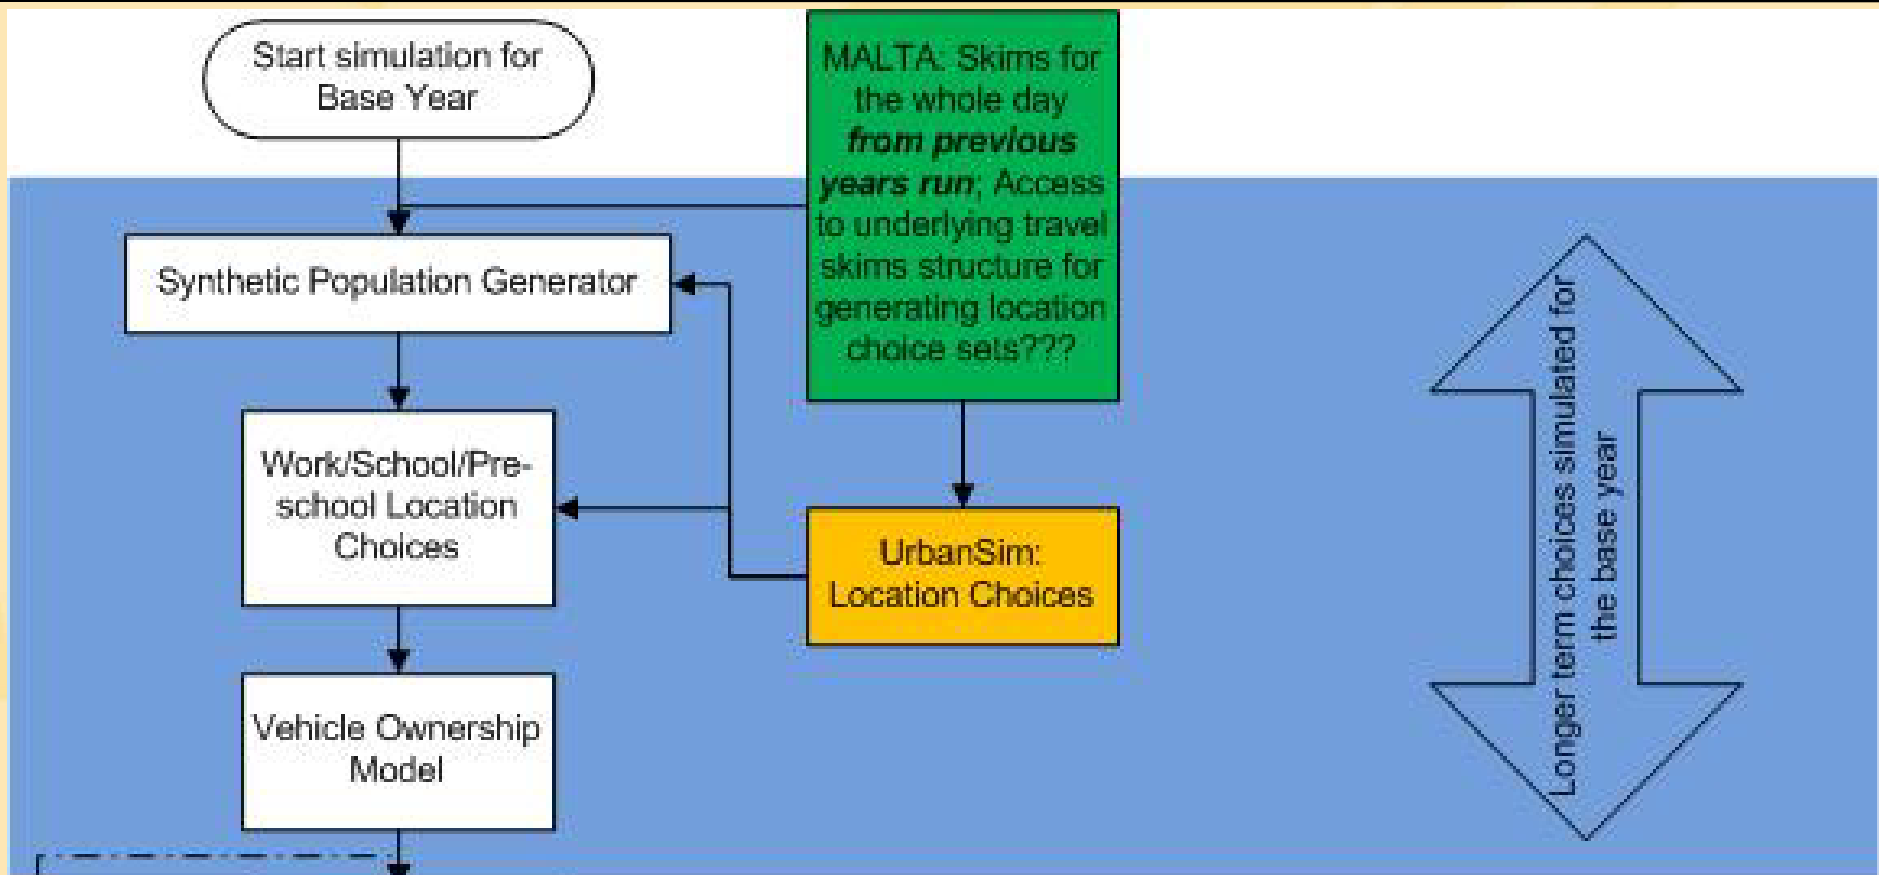 Start simulation for
Base Year
MALTA: Skims for
the whole day
from previous
years run; Access
to underlying travel
skims structure for
generating location
choice sets???
Synthetic Population Generator
Work/School/Pre-
school Location
Choices
UrbanSim:
Location Choices
Vehicle Ownership
Model
Longer term choices simulated for
the base year